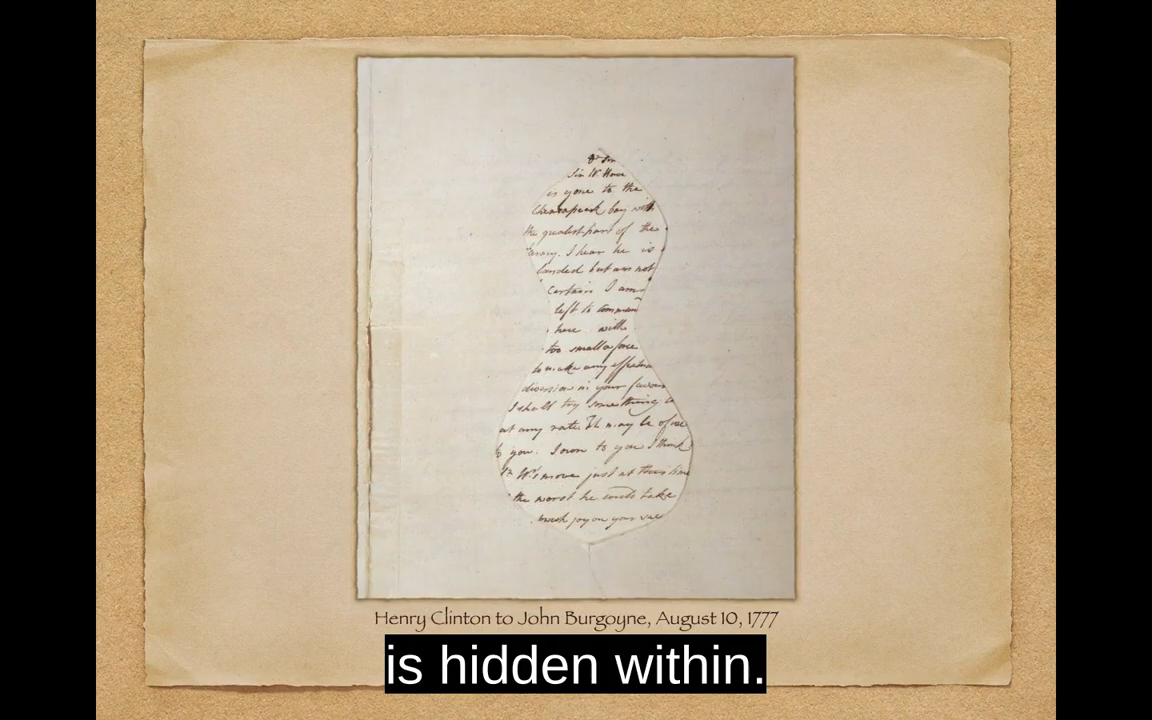 Dr Sir
Sir W. Howe
is gone to the
Chesapeack bay with
the greatest part of the
army. I hear he is
landed but am not
certain I am
left to command
here with
too small a force
to make any effectual
diversion in your favour
I shall try something
at any rate. It may be of use
to you. I own to you I think
Sr Wm's move just at this time
the worst he could take
much joy on your
Henry Clinton to John Burgoyne, August 10, 1777
is hidden within.